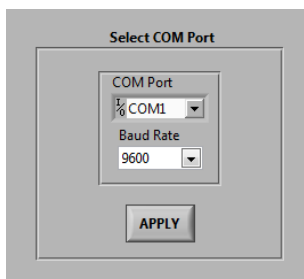 Select COM Port
COM Port
I/O COM1
Baud Rate
9600
APPLY